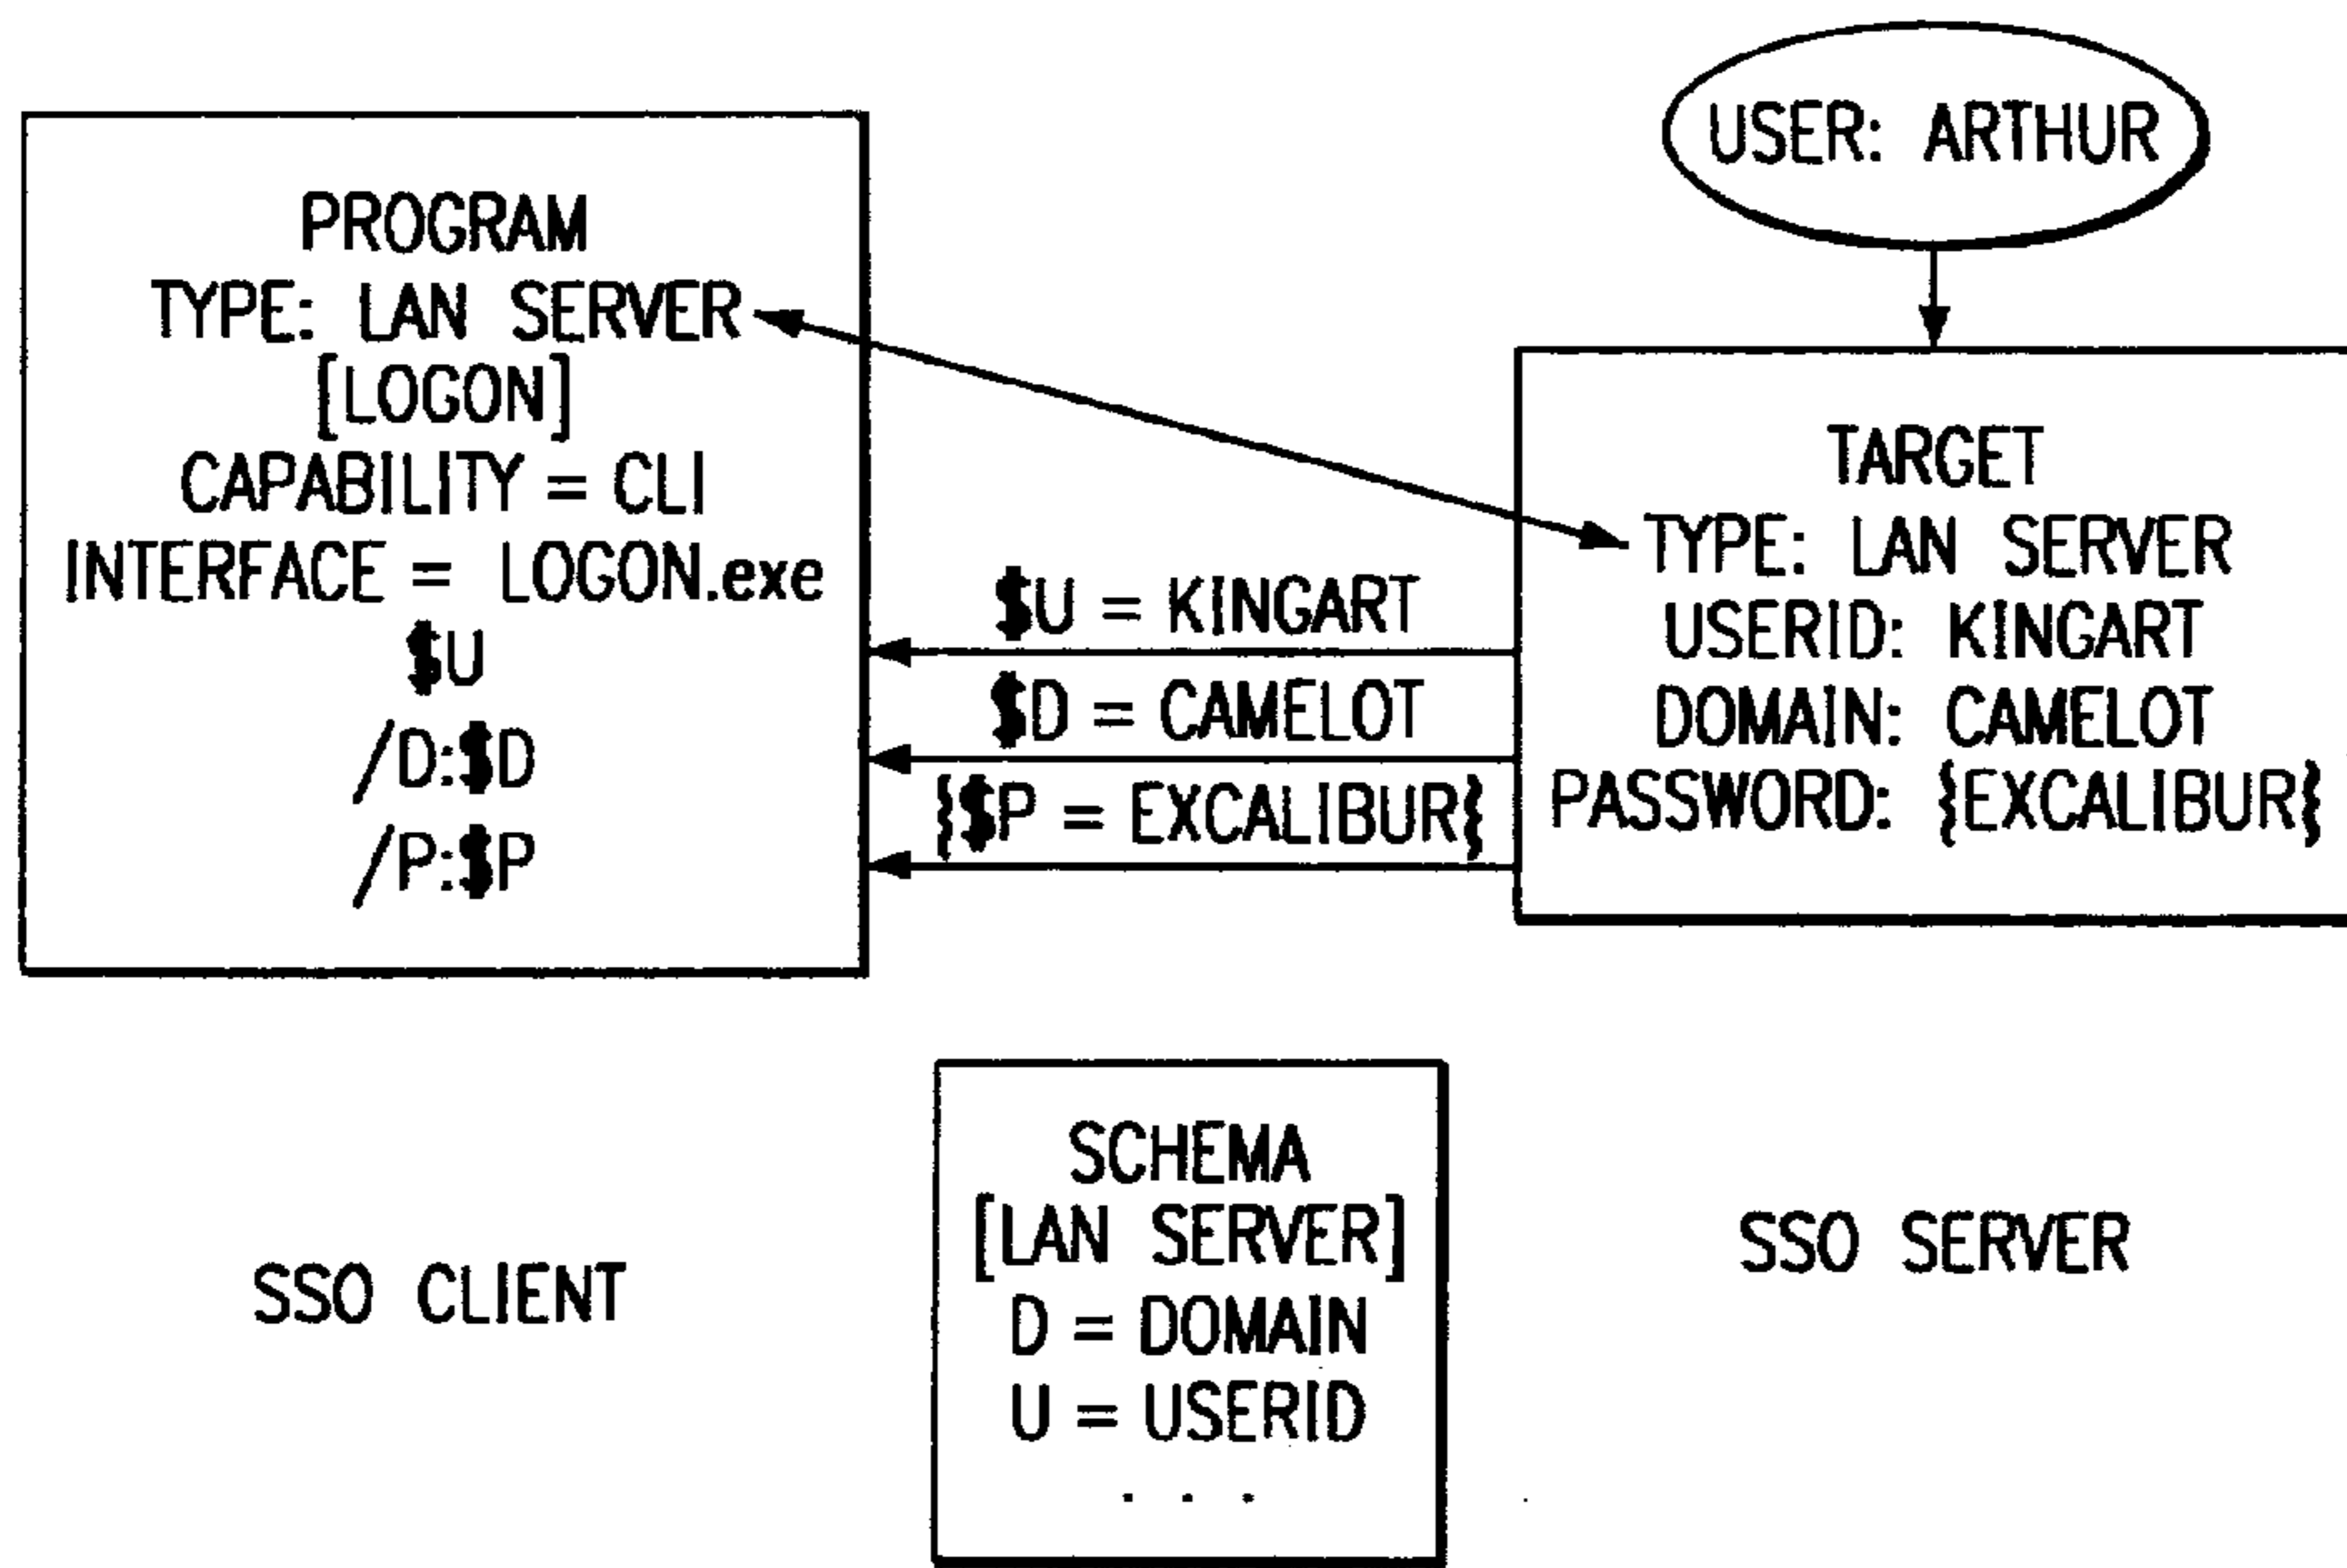 USER: ARTHUR
PROGRAM
TYPE: LAN SERVER
[LOGON]
CAPABILITY = CLI
INTERFACE = LOGON.exe
$U
/D:$D
/P:$P
$U = KINGART
$D = CAMELOT
{$P = EXCALIBUR}
TARGET
TYPE: LAN SERVER
USERID: KINGART
DOMAIN: CAMELOT
PASSWORD: {EXCALIBUR}
SCHEMA
[LAN SERVER]
D = DOMAIN
U = USERID
. . .
SSO CLIENT
SSO SERVER